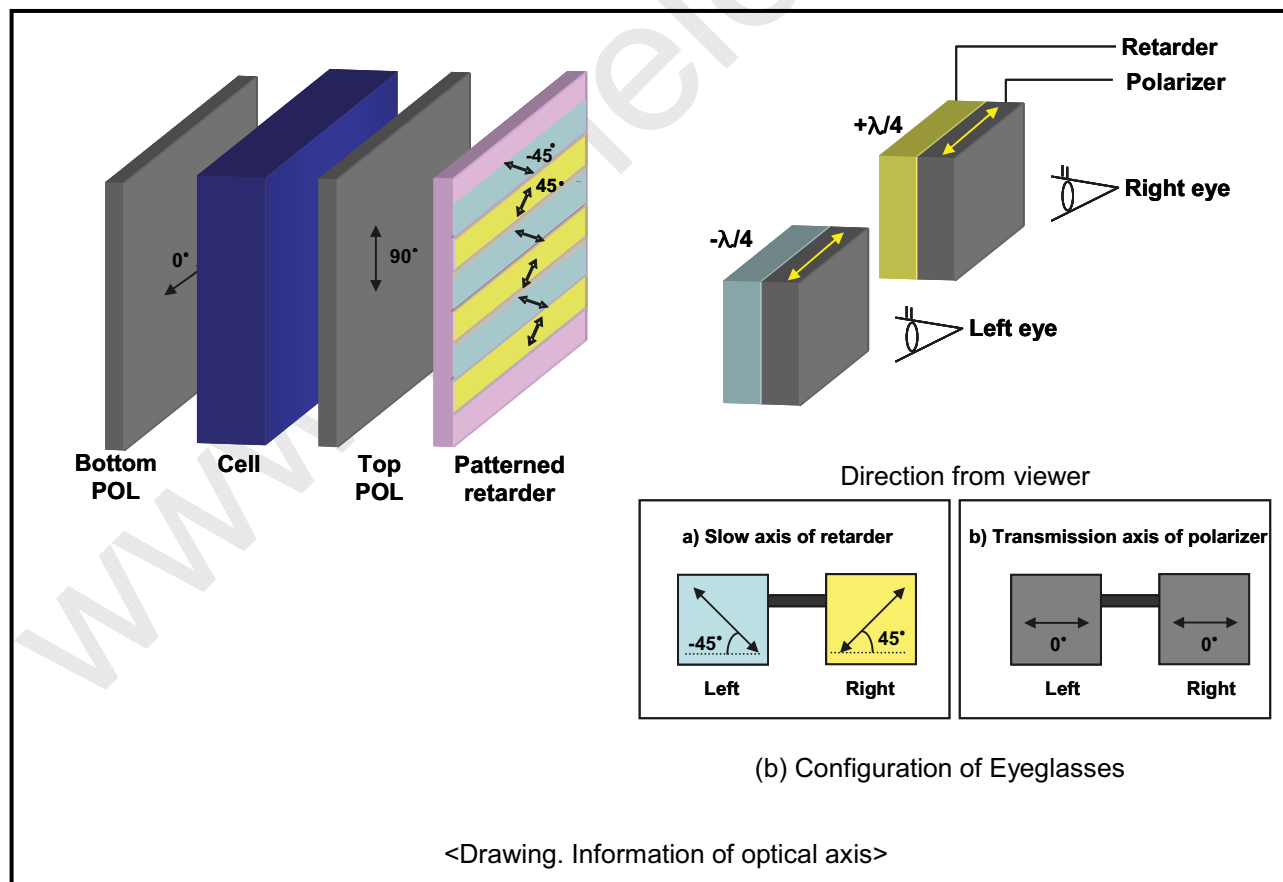 Retarder
Polarizer
+λ/4
-45°
45°
Right eye
0°
90°
-λ/4
Left eye
Bottom
POL
Cell
Top
POL
Patterned
retarder
Direction from viewer
a) Slow axis of retarder
-45°
45°
Left
Right
b) Transmission axis of polarizer
0°
0°
Left
Right
(b) Configuration of Eyeglasses
<Drawing. Information of optical axis>
www